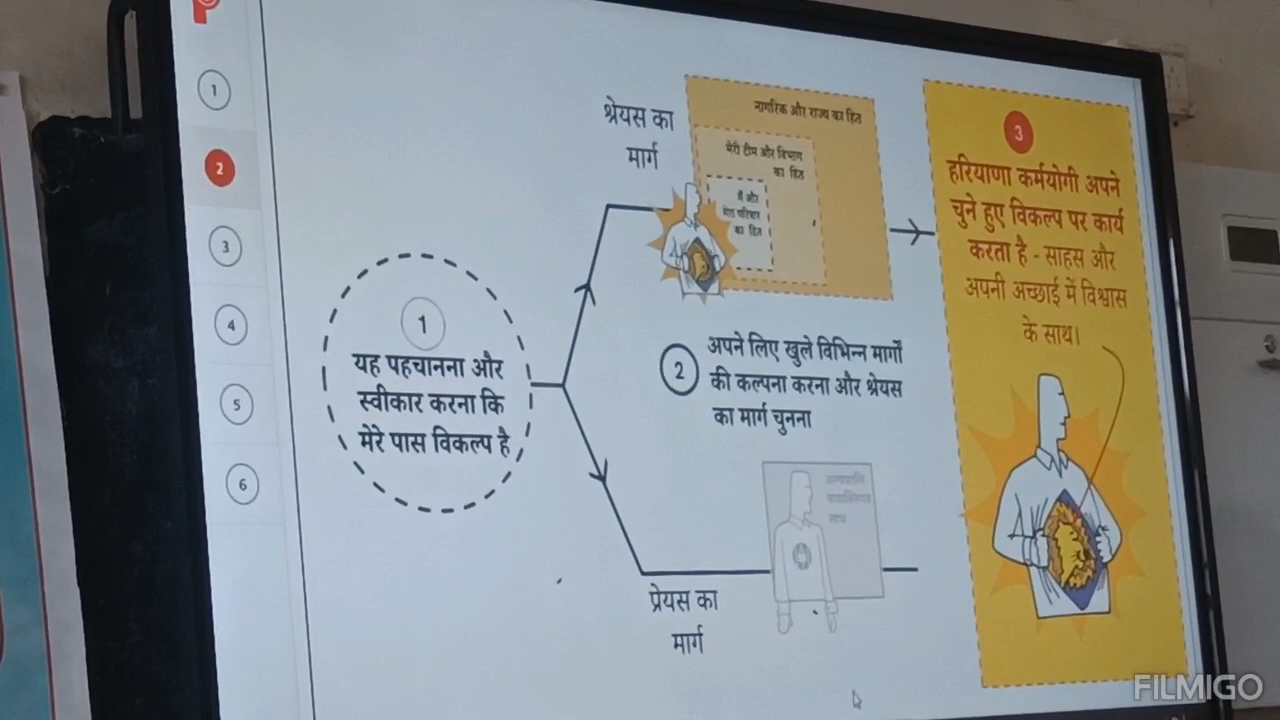 1
2
3
4
5
6
1
यह पहचानना और
स्वीकार करना कि
मेरे पास विकल्प है
श्रेयस का
मार्ग
नागरिक और राज्य का हित
मेरी टीम और विभाग
का हित
मैं और
मेरा परिवार
का हित
2
अपने लिए खुले विभिन्न मार्गों
की कल्पना करना और श्रेयस
का मार्ग चुनना
प्रेयस का
मार्ग
3
हरियाणा कर्मयोगी अपने
चुने हुए विकल्प पर कार्य
करता है - साहस और
अपनी अच्छाई में विश्वास
के साथ।
FILMIGO